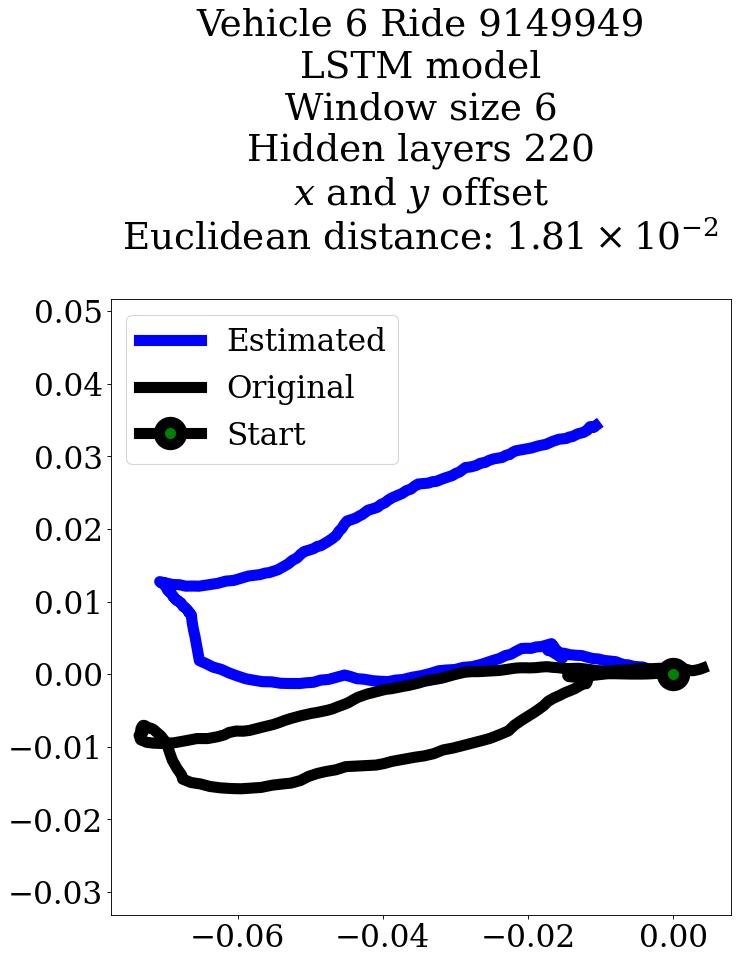 Vehicle 6 Ride 9149949
LSTM model
Window size 6
Hidden layers 220
x and y offset
Euclidean distance: 1.81 × 10⁻²
0.05
0.04
0.03
0.02
0.01
0.00
−0.01
−0.02
−0.03
Estimated
Original
Start
−0.06 −0.04 −0.02 0.00